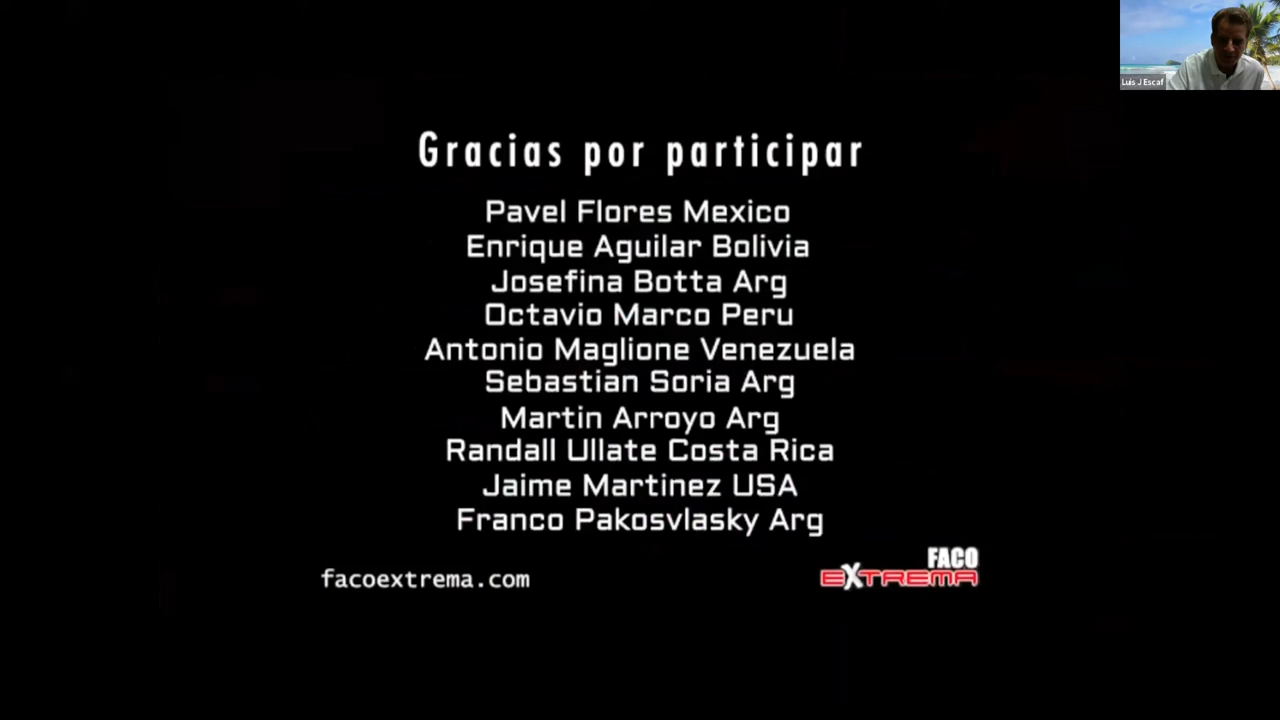 Luis J Escaf
Gracias por participar
Pavel Flores Mexico
Enrique Aguilar Bolivia
Josefina Botta Arg
Octavio Marco Peru
Antonio Maglione Venezuela
Sebastian Soria Arg
Martin Arroyo Arg
Randall Ullate Costa Rica
Jaime Martinez USA
Franco Pakosvlasky Arg
facoextrema.com
FACO
EXTREMA